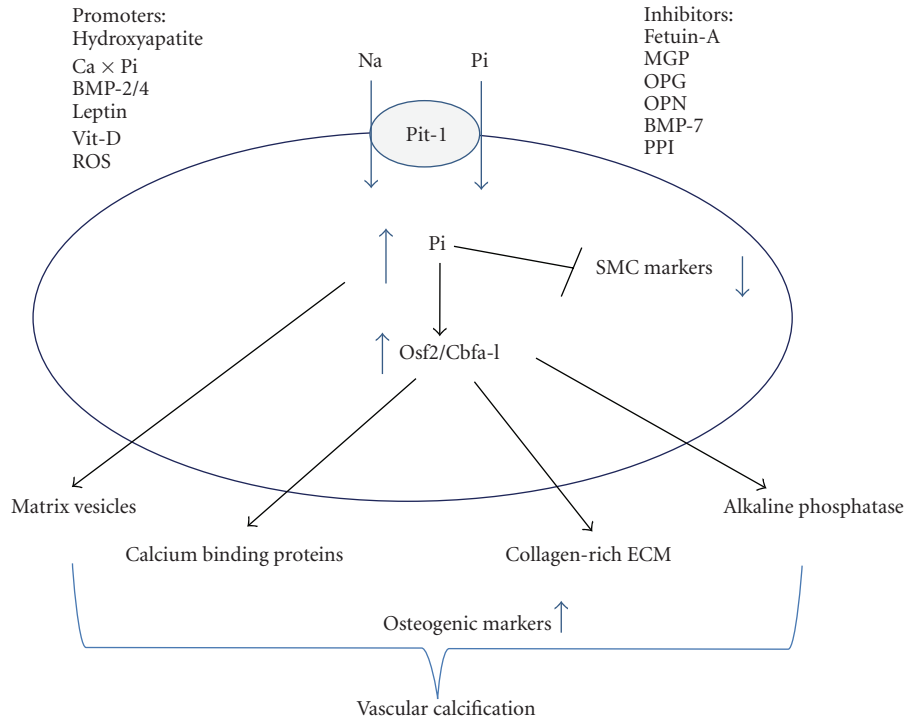 Promoters:
Hydroxyapatite
Ca × Pi
BMP-2/4
Leptin
Vit-D
ROS
Inhibitors:
Fetuin-A
MGP
OPG
OPN
BMP-7
PPI
Na
Pi
Pit-1
Pi
SMC markers
Osf2/Cbfa-l
Matrix vesicles
Alkaline phosphatase
Calcium binding proteins
Collagen-rich ECM
Osteogenic markers
Vascular calcification